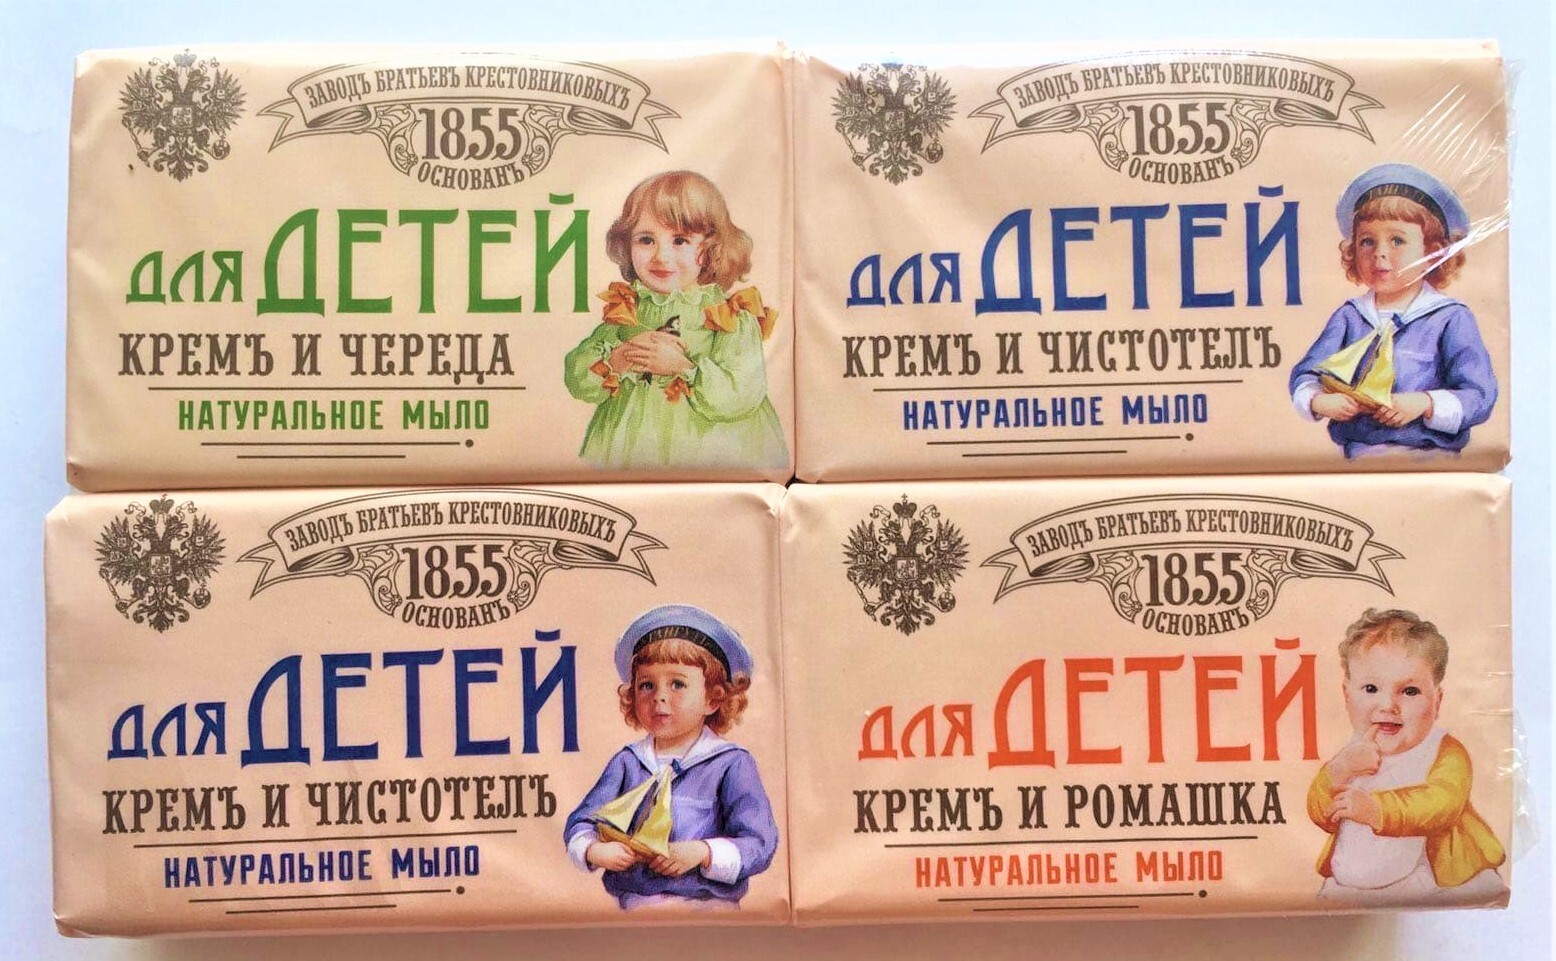 ЗАВОДЪ БРАТЬЕВЪ КРЕСТОВНИКОВЫХЪ
1855
ОСНОВАНЪ
ДЛЯ ДЕТЕЙ
КРЕМЪ И ЧЕРЕДА
НАТУРАЛЬНОЕ МЫЛО
ЗАВОДЪ БРАТЬЕВЪ КРЕСТОВНИКОВЫХЪ
1855
ОСНОВАНЪ
ДЛЯ ДЕТЕЙ
КРЕМЪ И ЧИСТОТЕЛЪ
НАТУРАЛЬНОЕ МЫЛО
ЗАВОДЪ БРАТЬЕВЪ КРЕСТОВНИКОВЫХЪ
1855
ОСНОВАНЪ
ДЛЯ ДЕТЕЙ
КРЕМЪ И ЧИСТОТЕЛЪ
НАТУРАЛЬНОЕ МЫЛО
ЗАВОДЪ БРАТЬЕВЪ КРЕСТОВНИКОВЫХЪ
1855
ОСНОВАНЪ
ДЛЯ ДЕТЕЙ
КРЕМЪ И РОМАШКА
НАТУРАЛЬНОЕ МЫЛО